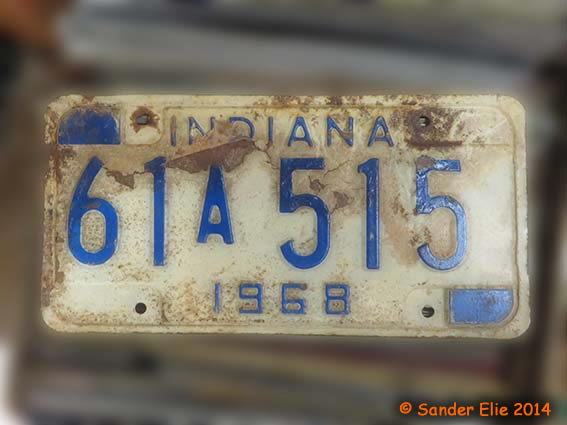 INDIANA
61A 515
1968
© Sander Elie 2014